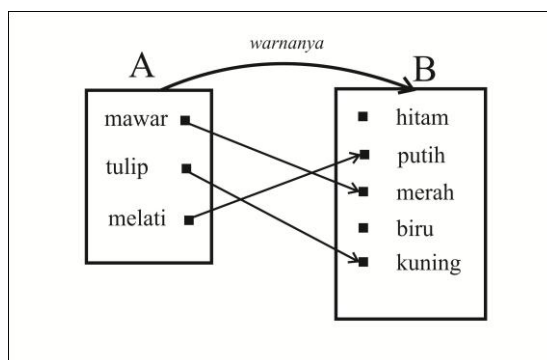 warnanya
A
B
mawar
tulip
melati
hitam
putih
merah
biru
kuning